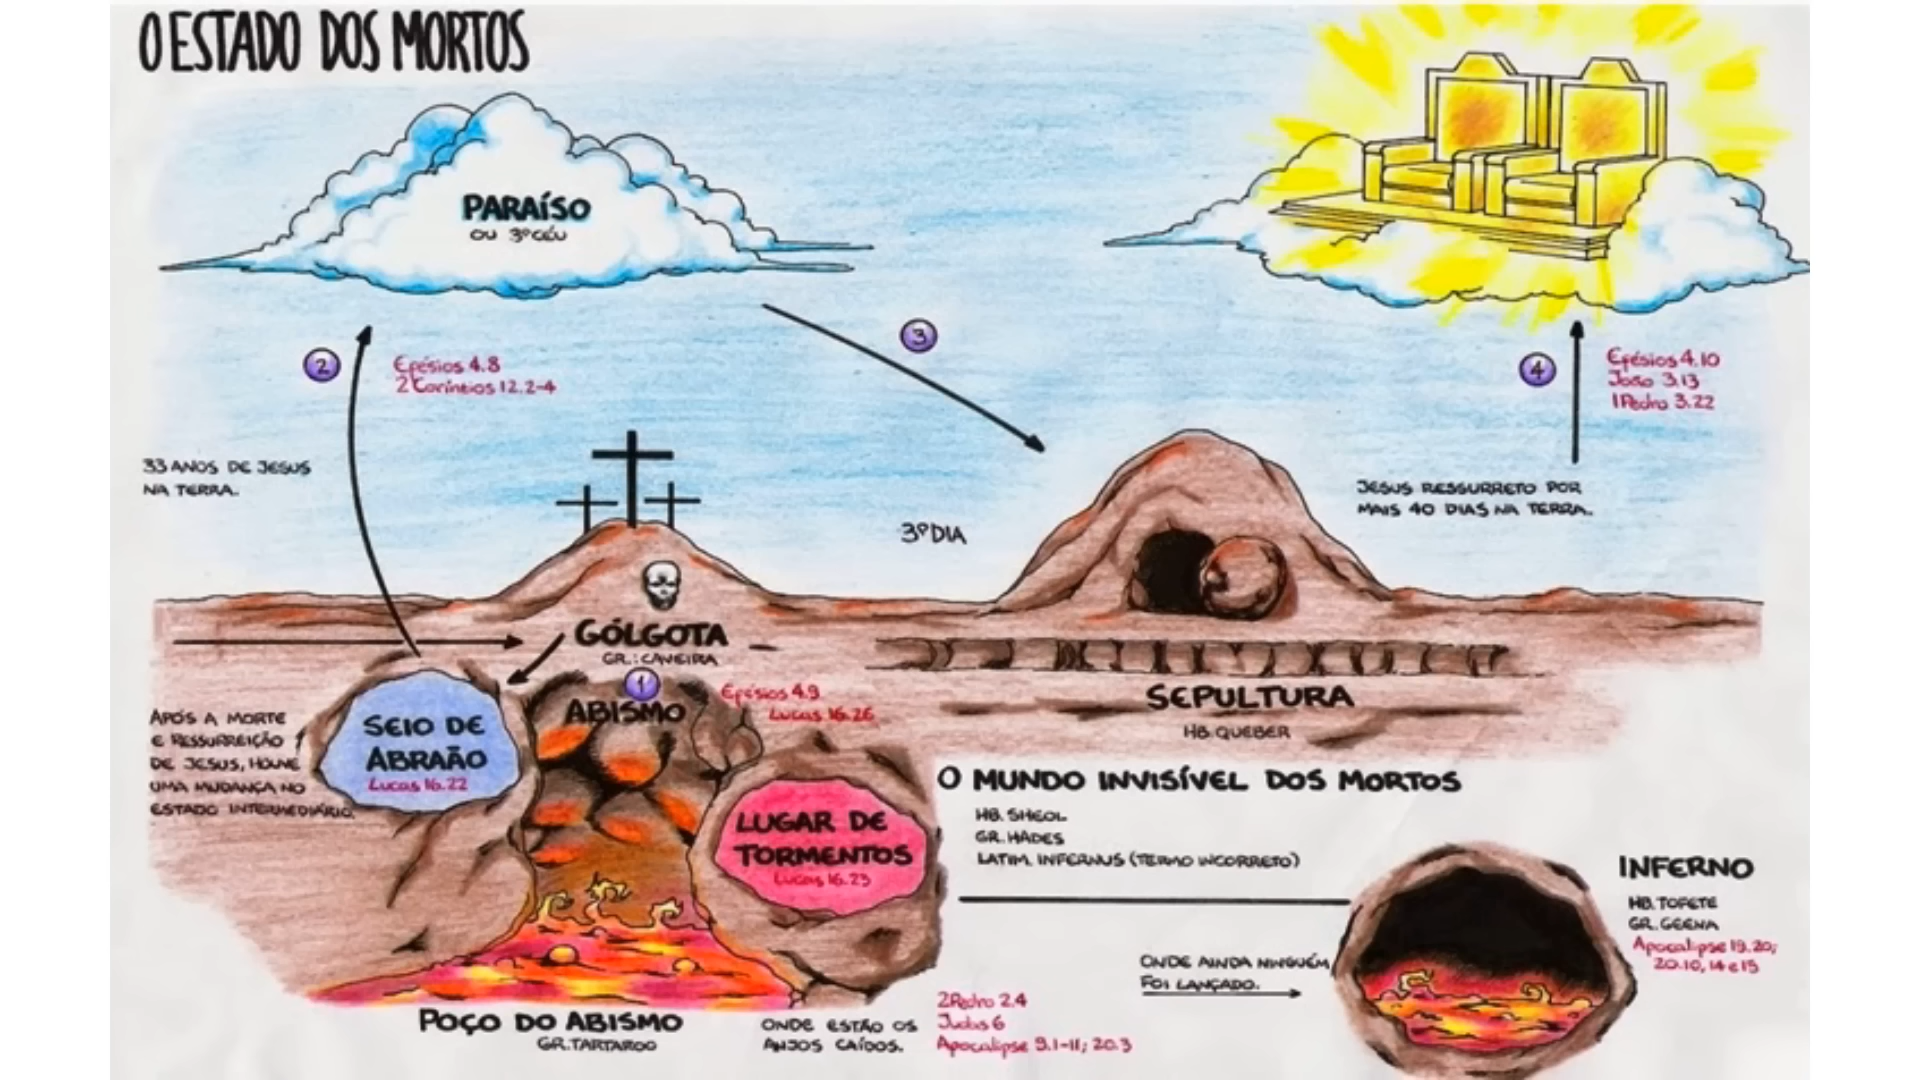 O ESTADO DOS MORTOS
PARAÍSO
OU 3º CÉU
2
Efésios 4.8
2 Coríntios 12.2-4
3
4
Efésios 4.10
João 3.13
1 Pedro 3.22
33 ANOS DE JESUS
NA TERRA.
3º DIA
JESUS RESSURRETO POR
MAIS 40 DIAS NA TERRA.
GÓLGOTA
GR.: CAVEIRA
1
ABISMO
Efésios 4.9
Lucas 16.26
SEIO DE
ABRAÃO
Lucas 16.22
APÓS A MORTE
E RESSURREIÇÃO
DE JESUS, HOUVE
UMA MUDANÇA NO
ESTADO INTERMEDIÁRIO.
LUGAR DE
TORMENTOS
Lucas 16.23
SEPULTURA
HB. QUEBER
O MUNDO INVISÍVEL DOS MORTOS
HB. SHEOL
GR. HADES
LATIM. INFERNUS (TERMO INCORRETO)
INFERNO
HB. TOFETE
GR. GEENA
Apocalipse 19.20;
20.10, 14 e 15
ONDE AINDA NINGUÉM
FOI LANÇADO.
POÇO DO ABISMO
GR. TARTAROO
ONDE ESTÃO OS
ANJOS CAÍDOS.
2 Pedro 2.4
Judas 6
Apocalipse 9.1-11; 20.3